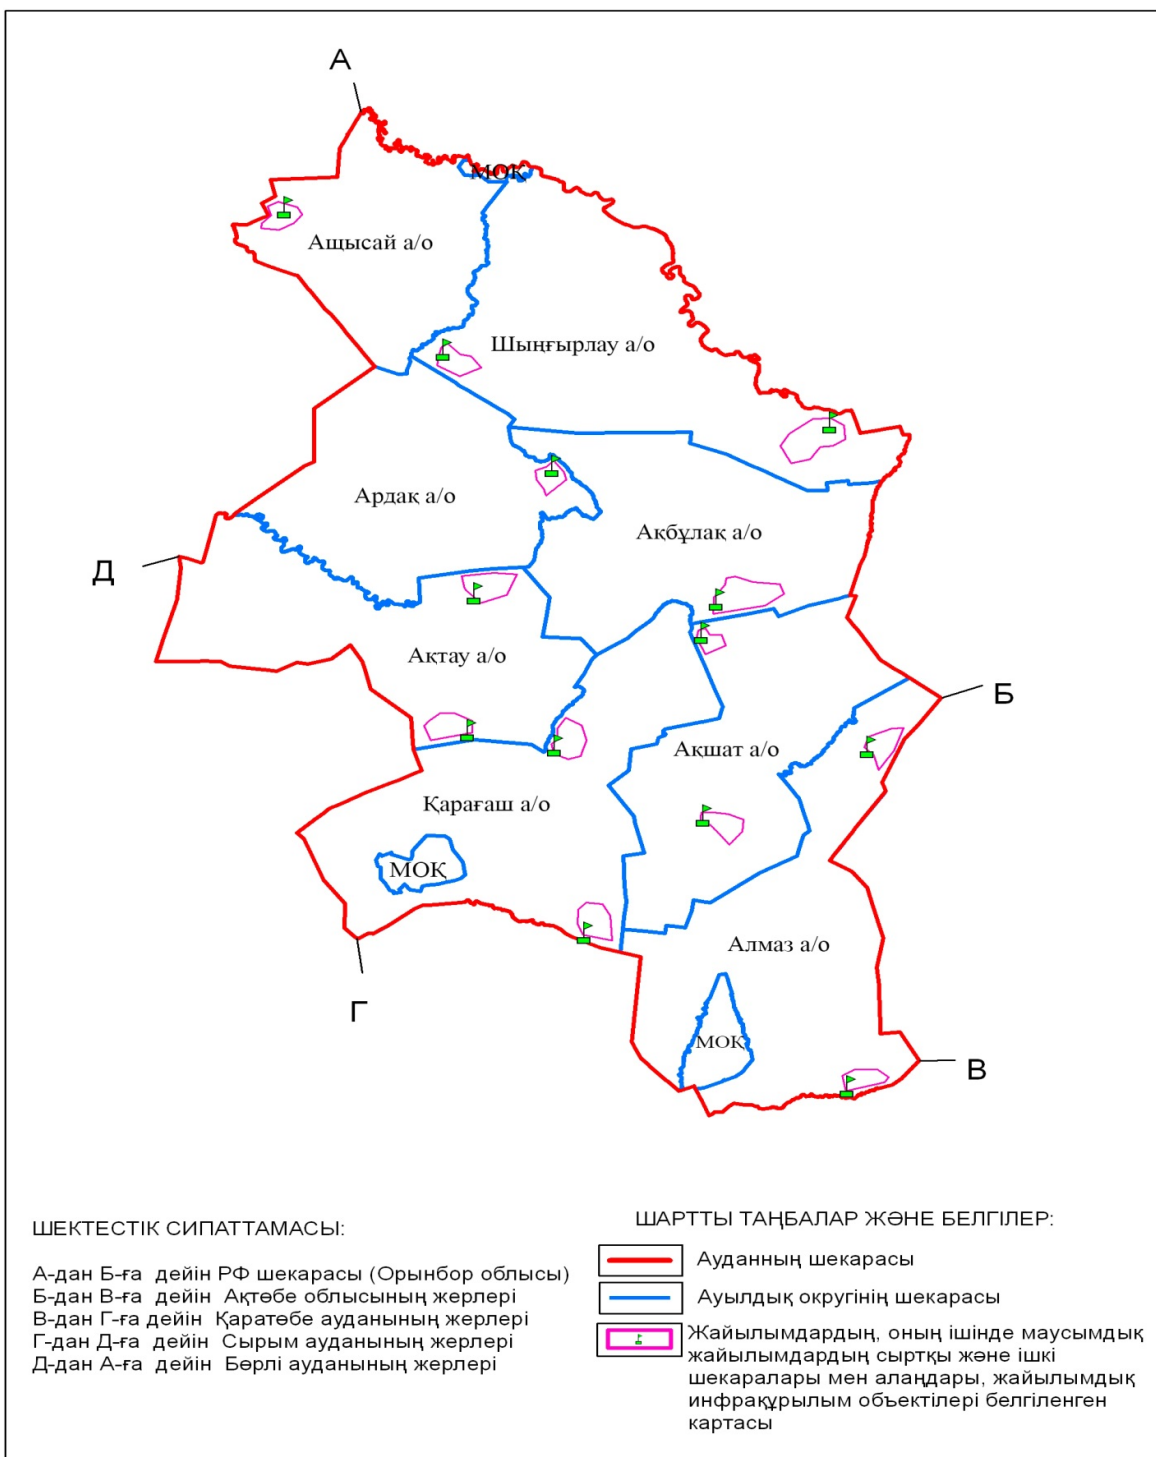 А
МОҚ
Ащысай а/о
Шыңғырлау а/о
Ардақ а/о
Ақбұлақ а/о
Д
Ақтау а/о
Б
Ақшат а/о
Қарағаш а/о
МОҚ
Алмаз а/о
Г
МОҚ
В
ШЕКТЕСТІК СИПАТТАМАСЫ:
А-дан Б-ға дейін РФ шекарасы (Орынбор облысы)
Б-дан В-ға дейін Ақтөбе облысының жерлері
В-дан Г-ға дейін Қаратөбе ауданының жерлері
Г-дан Д-ға дейін Сырым ауданының жерлері
Д-дан А-ға дейін Бөрлі ауданының жерлері
ШАРТТЫ ТАҢБАЛАР ЖӘНЕ БЕЛГІЛЕР:
Ауданның шекарасы
Ауылдық округінің шекарасы
Жайылымдардың, оның ішінде маусымдық
жайылымдардың сыртқы және ішкі
шекаралары мен алаңдары, жайылымдық
инфрақұрылым объектілері белгіленген
картасы